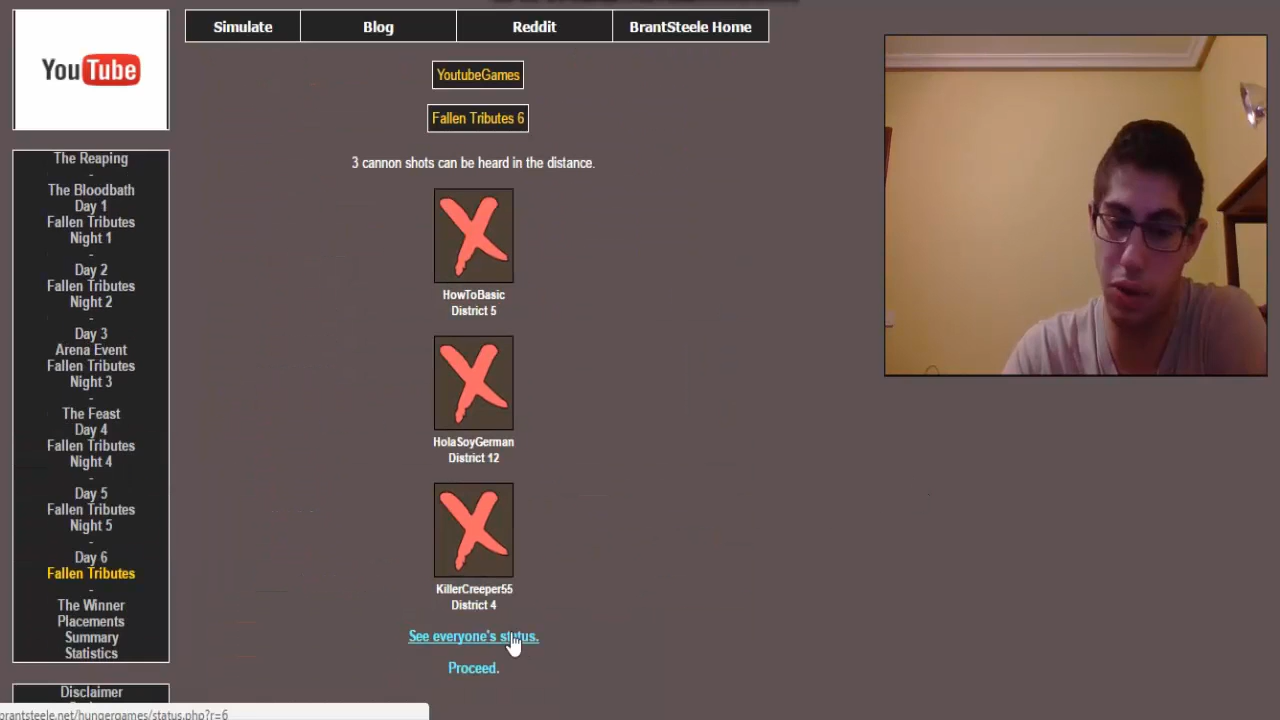 YouTube
Simulate
Blog
Reddit
BrantSteele Home
The Reaping
-
The Bloodbath
Day 1
Fallen Tributes
Night 1
-
Day 2
Fallen Tributes
Night 2
-
Day 3
Arena Event
Fallen Tributes
Night 3
-
The Feast
Day 4
Fallen Tributes
Night 4
-
Day 5
Fallen Tributes
Night 5
-
Day 6
Fallen Tributes
-
The Winner
Placements
Summary
Statistics
Disclaimer
YoutubeGames
Fallen Tributes 6
3 cannon shots can be heard in the distance.
HowToBasic
District 5
HolaSoyGerman
District 12
KillerCreeper55
District 4
See everyone's status.
Proceed.
brantsteele.net/hungergames/status.php?r=6